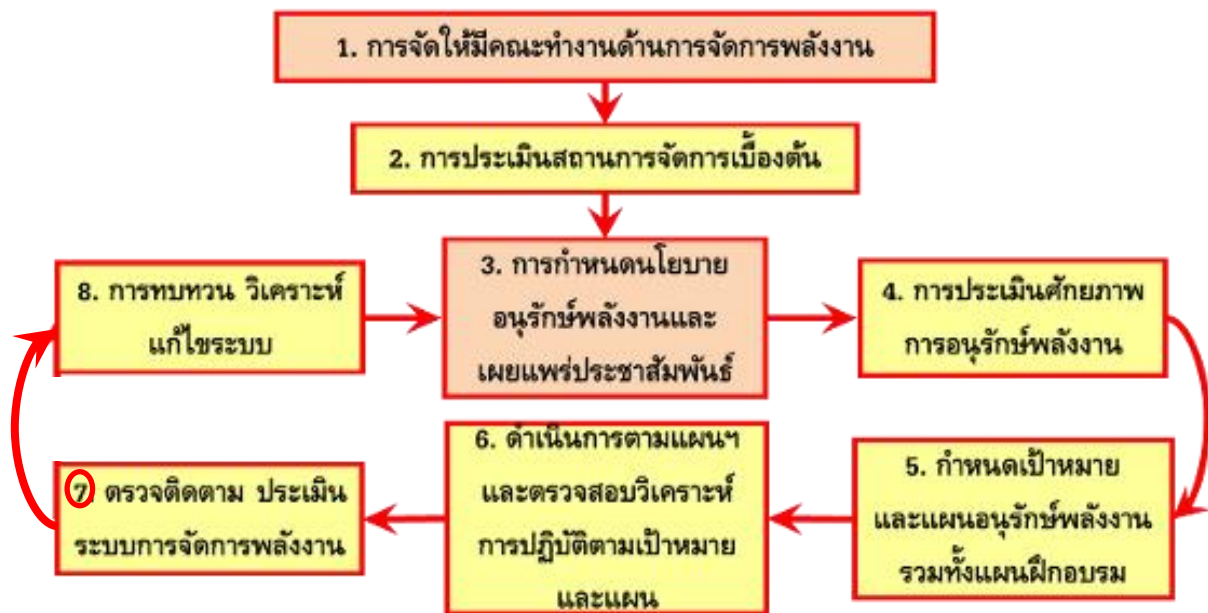 1. การจัดให้มีคณะทำงานด้านการจัดการพลังงาน
2. การประเมินสถานการจัดการเบื้องต้น
3. การกำหนดนโยบาย
อนุรักษ์พลังงานและ
เผยแพร่ประชาสัมพันธ์
4. การประเมินศักยภาพ
การอนุรักษ์พลังงาน
5. กำหนดเป้าหมาย
และแผนอนุรักษ์พลังงาน
รวมทั้งแผนฝึกอบรม
6. ดำเนินการตามแผนฯ
และตรวจสอบวิเคราะห์
การปฏิบัติตามเป้าหมาย
และแผน
7. ตรวจติดตาม ประเมิน
ระบบการจัดการพลังงาน
8. การทบทวน วิเคราะห์
แก้ไขระบบ